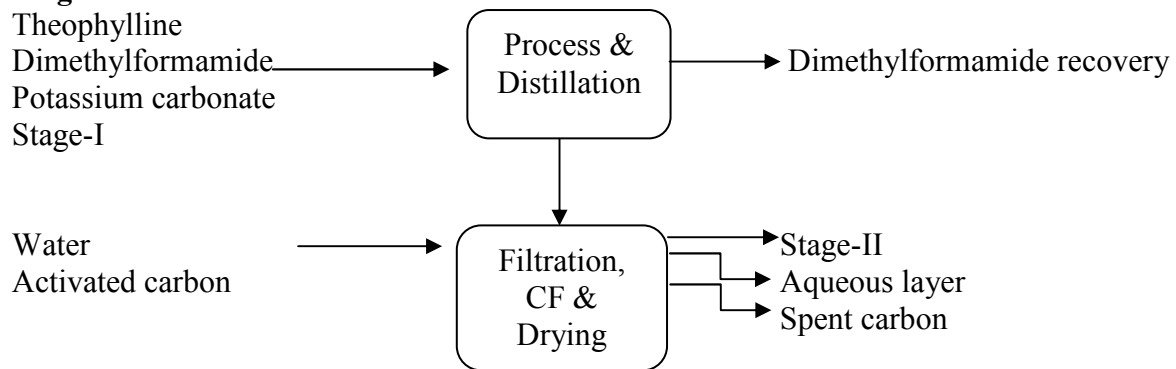 Theophylline
Dimethylformamide
Potassium carbonate
Stage-I
Process &
Distillation
Dimethylformamide recovery
Water
Activated carbon
Filtration,
CF &
Drying
Stage-II
Aqueous layer
Spent carbon